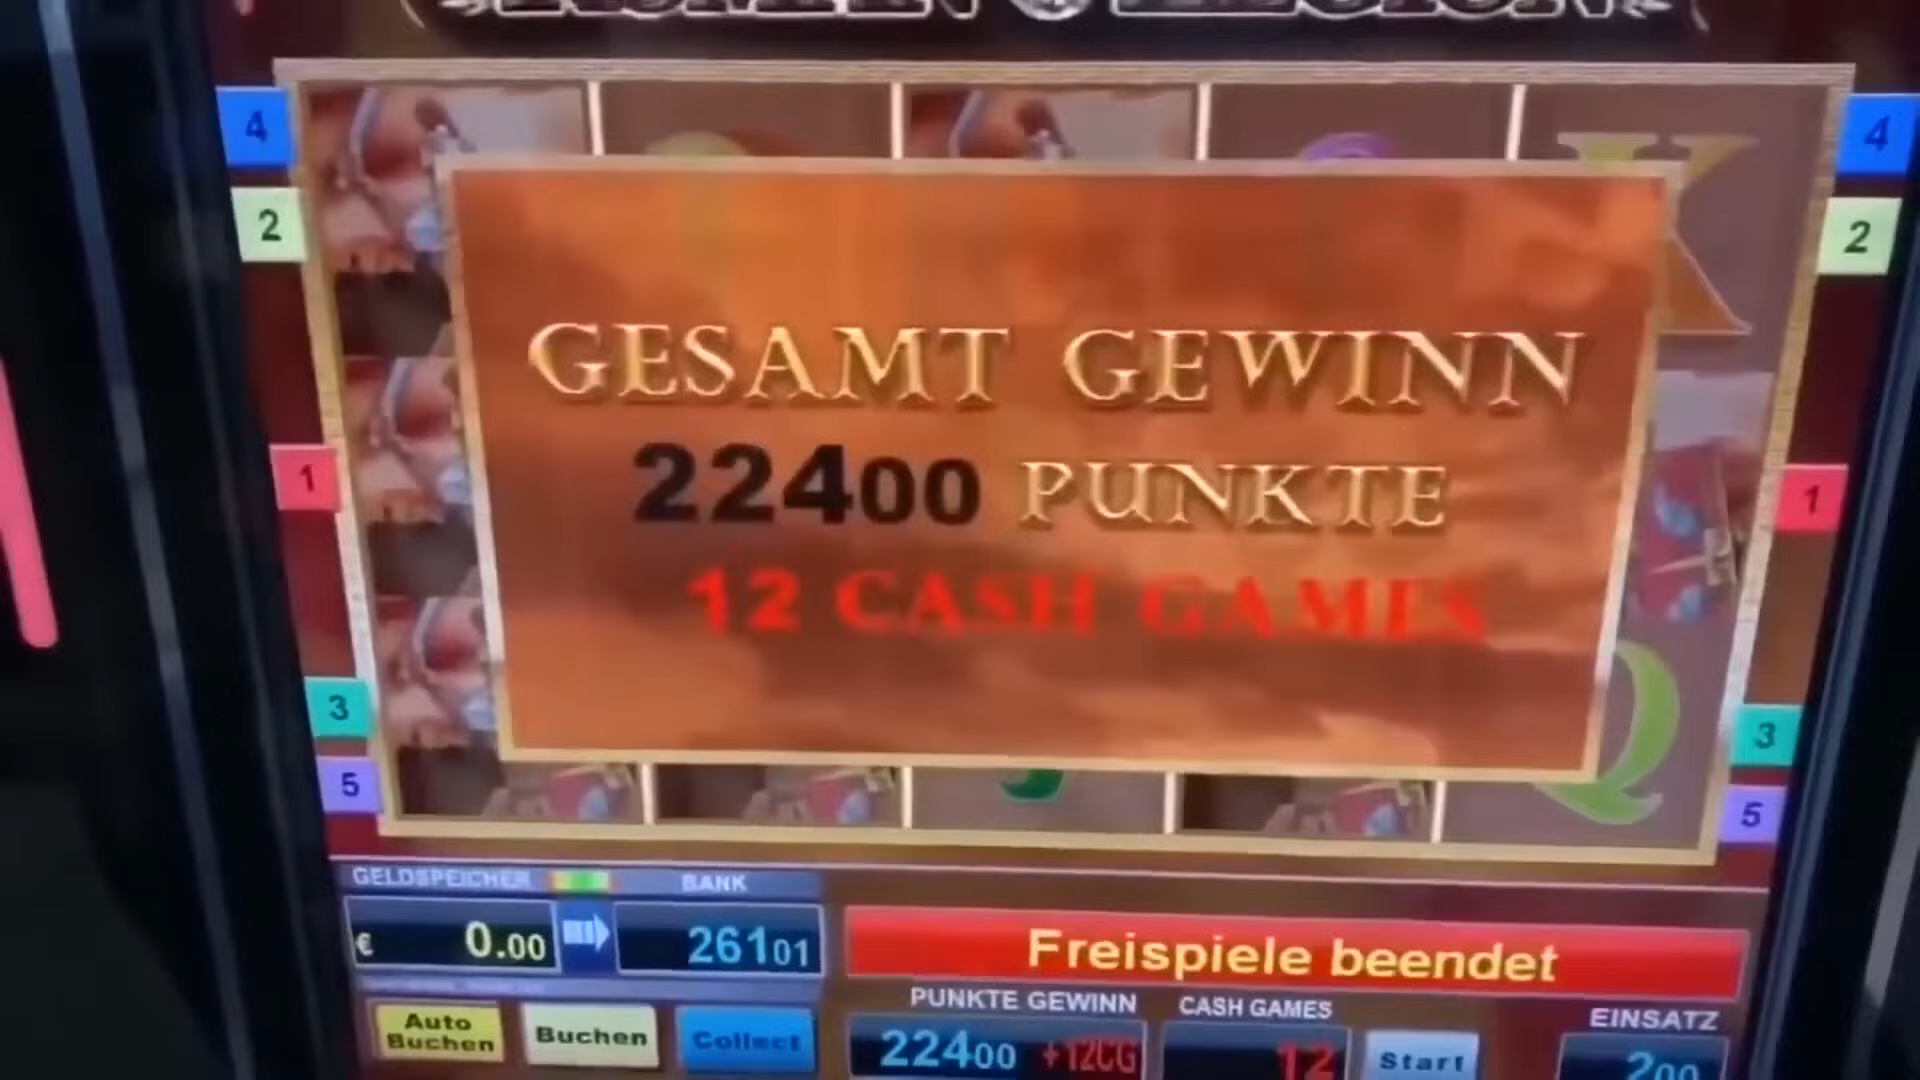 4
4
2
2
GESAMT GEWINN
22400 PUNKTE
1
1
12 CASH GAMES
3
3
5
5
GELDSPEICHER
BANK
€ 0.00
26101
Freispiele beendet
PUNKTE GEWINN
CASH GAMES
EINSATZ
Auto Buchen
Buchen
Collect
22400 +12CG
12
Start
200